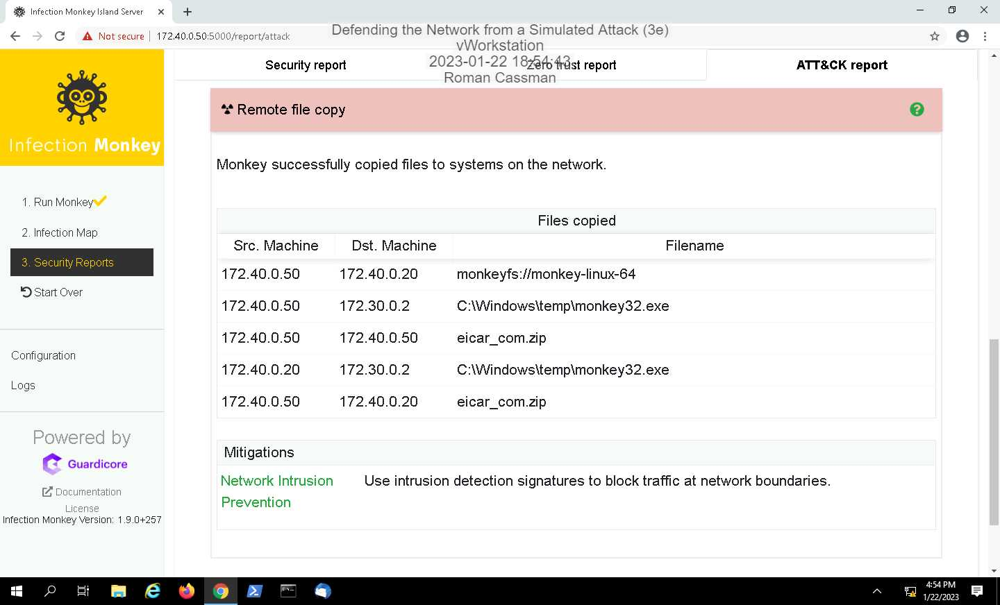 Infection Monkey Island Server
Not secure
172.40.0.50:5000/report/attack
Defending the Network from a Simulated Attack (3e)
vWorkstation
2023-01-22 18:54:43
Roman Cassman
Security report
Zero trust report
ATT&CK report
Infection Monkey
1. Run Monkey
2. Infection Map
3. Security Reports
Start Over
Configuration
Logs
Powered by
Guardicore
Documentation
License
Infection Monkey Version: 1.9.0+257
Remote file copy
?
Monkey successfully copied files to systems on the network.
Files copied
Src. Machine Dst. Machine Filename
172.40.0.50 172.40.0.20 monkeyfs://monkey-linux-64
172.40.0.50 172.30.0.2 C:\Windows\temp\monkey32.exe
172.40.0.50 172.40.0.50 eicar_com.zip
172.40.0.20 172.30.0.2 C:\Windows\temp\monkey32.exe
172.40.0.50 172.40.0.20 eicar_com.zip
Mitigations
Network Intrusion Use intrusion detection signatures to block traffic at network boundaries.
Prevention
4:54 PM
1/22/2023